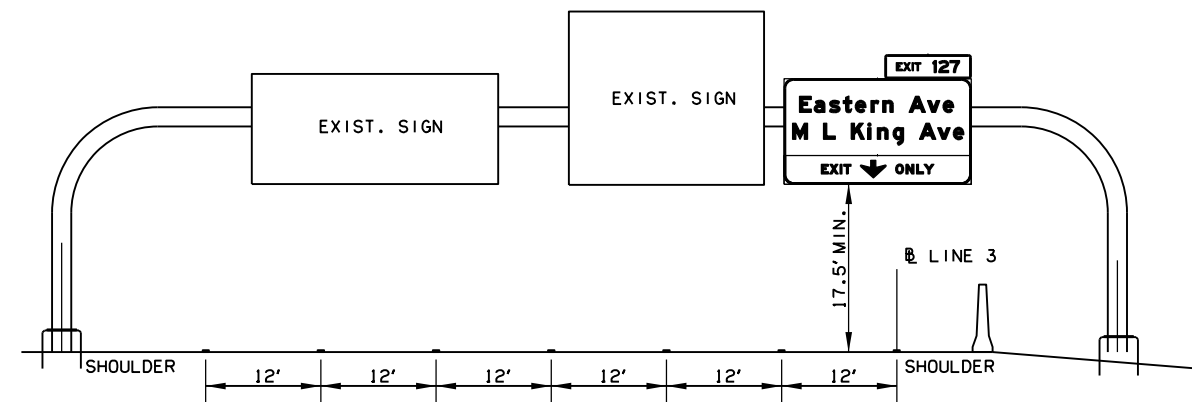 EXIT 127
EXIST. SIGN
EXIST. SIGN
Eastern Ave
M L King Ave
EXIT ONLY
17.5' MIN.
BL LINE 3
SHOULDER
SHOULDER
12' 12' 12' 12' 12' 12'